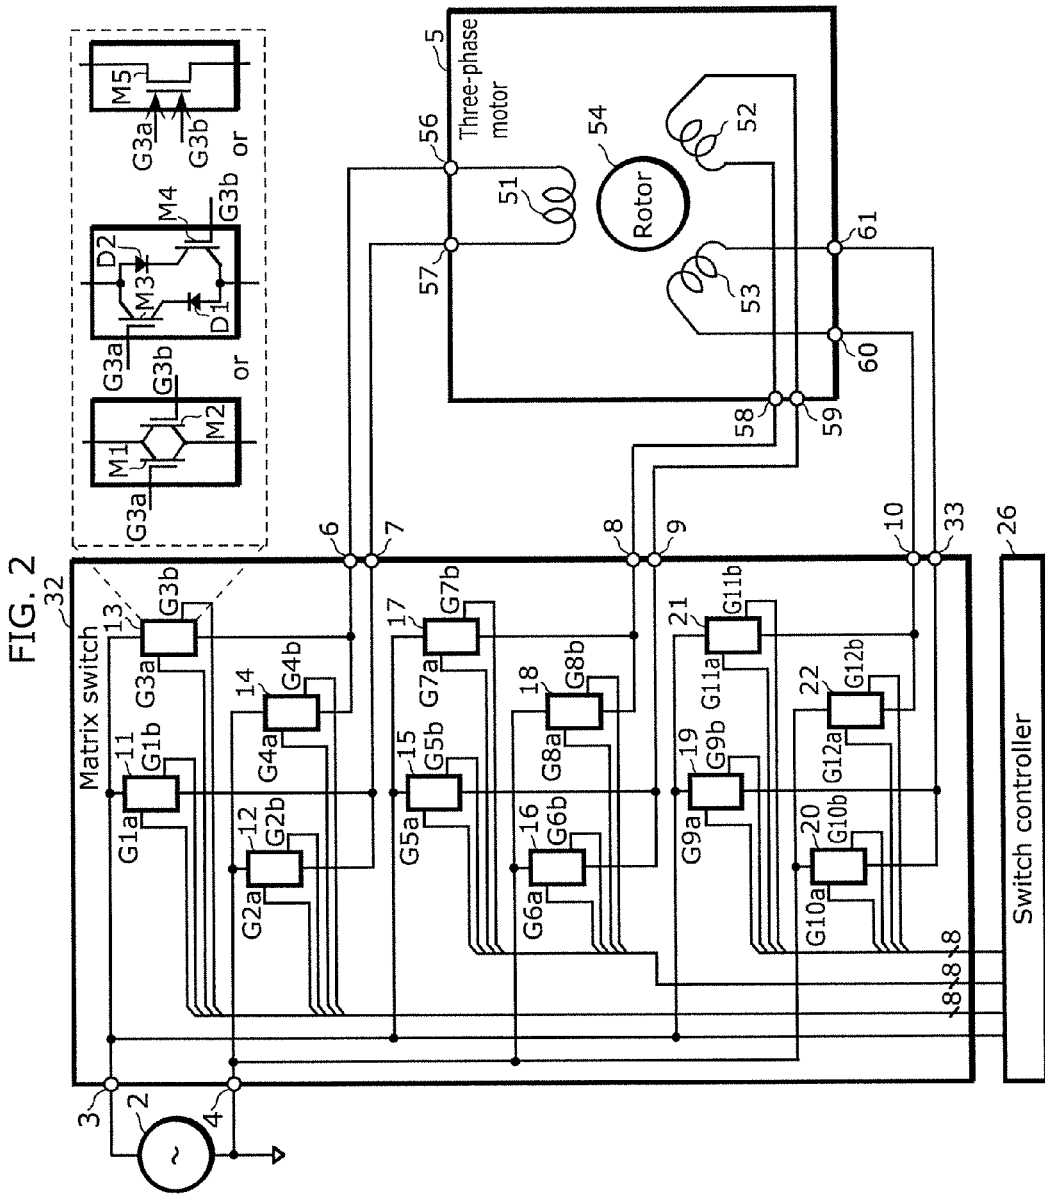 FIG. 2
32
Matrix switch
G3a
M1
M2
G3b
or
G3a
M3
D1
D2
M4
G3b
or
G3a
G3b
M5
3
2
~
4
G1a
11
G1b
G3a
13
G3b
G2a
12
G2b
G4a
14
G4b
6
7
G5a
15
G5b
G7a
17
G7b
G6a
16
G6b
G8a
18
G8b
8
9
G9a
19
G9b
G11a
21
G11b
G10a
20
G10b
G12a
22
G12b
10
33
8
8
8
Switch controller
26
5
Three-phase
motor
56
57
51
54
Rotor
52
53
58
59
60
61